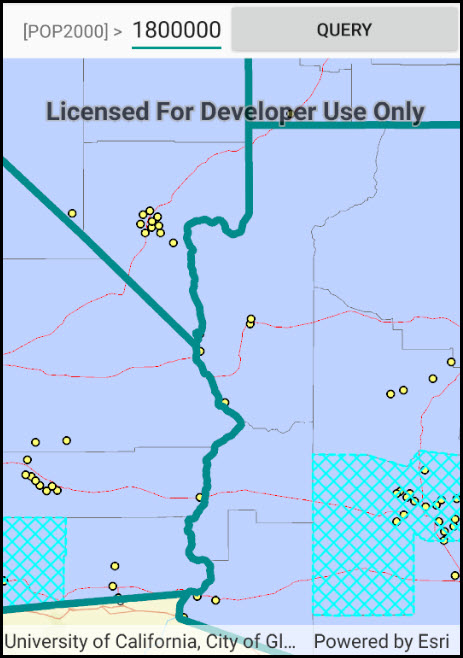 [POP2000] > 1800000 QUERY
Licensed For Developer Use Only
University of California, City of Gl... Powered by Esri